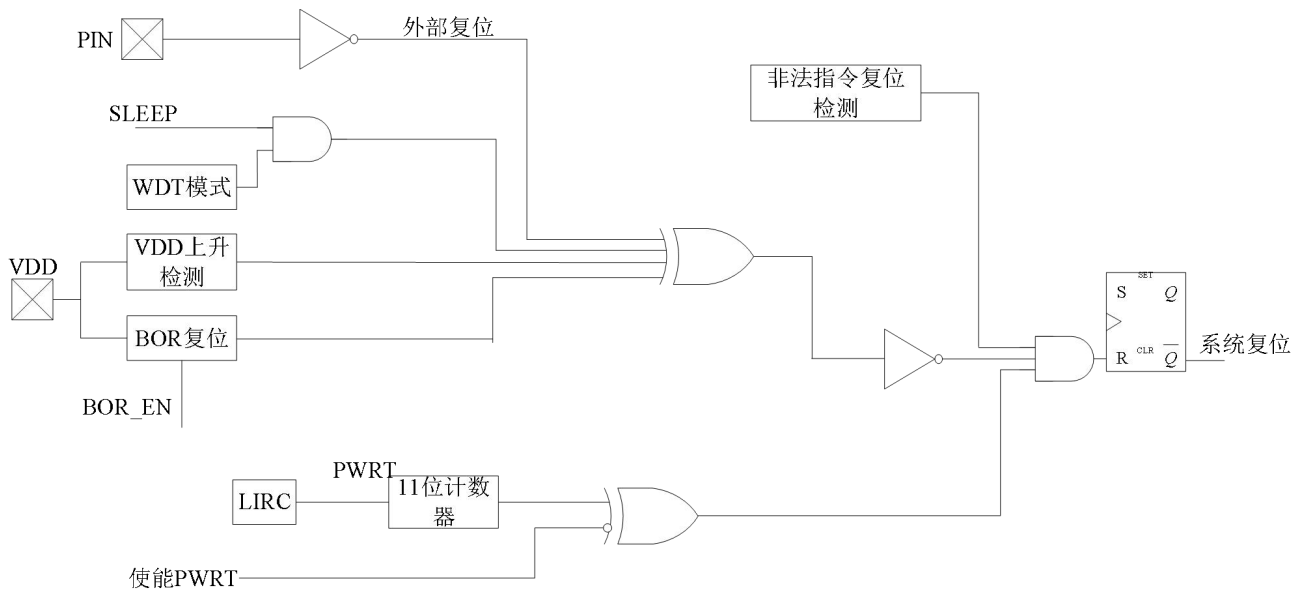 PIN
外部复位
非法指令复位
检测
SLEEP
WDT模式
VDD
VDD上升
检测
BOR复位
BOR_EN
SET
S
Q
R
CLR
Q
系统复位
PWRT
LIRC
11位计数
器
使能PWRT